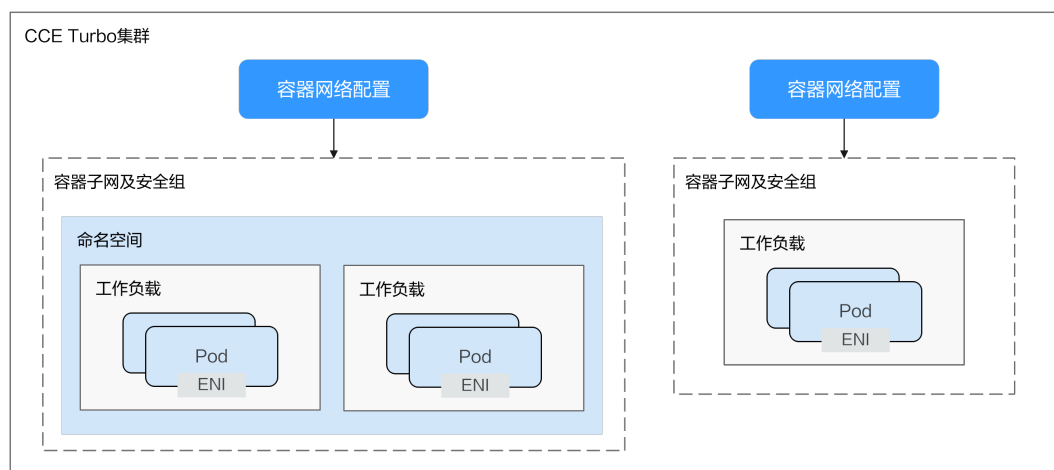 CCE Turbo集群
容器网络配置
容器网络配置
容器子网及安全组
容器子网及安全组
命名空间
工作负载
工作负载
工作负载
Pod
ENI
Pod
ENI
Pod
ENI